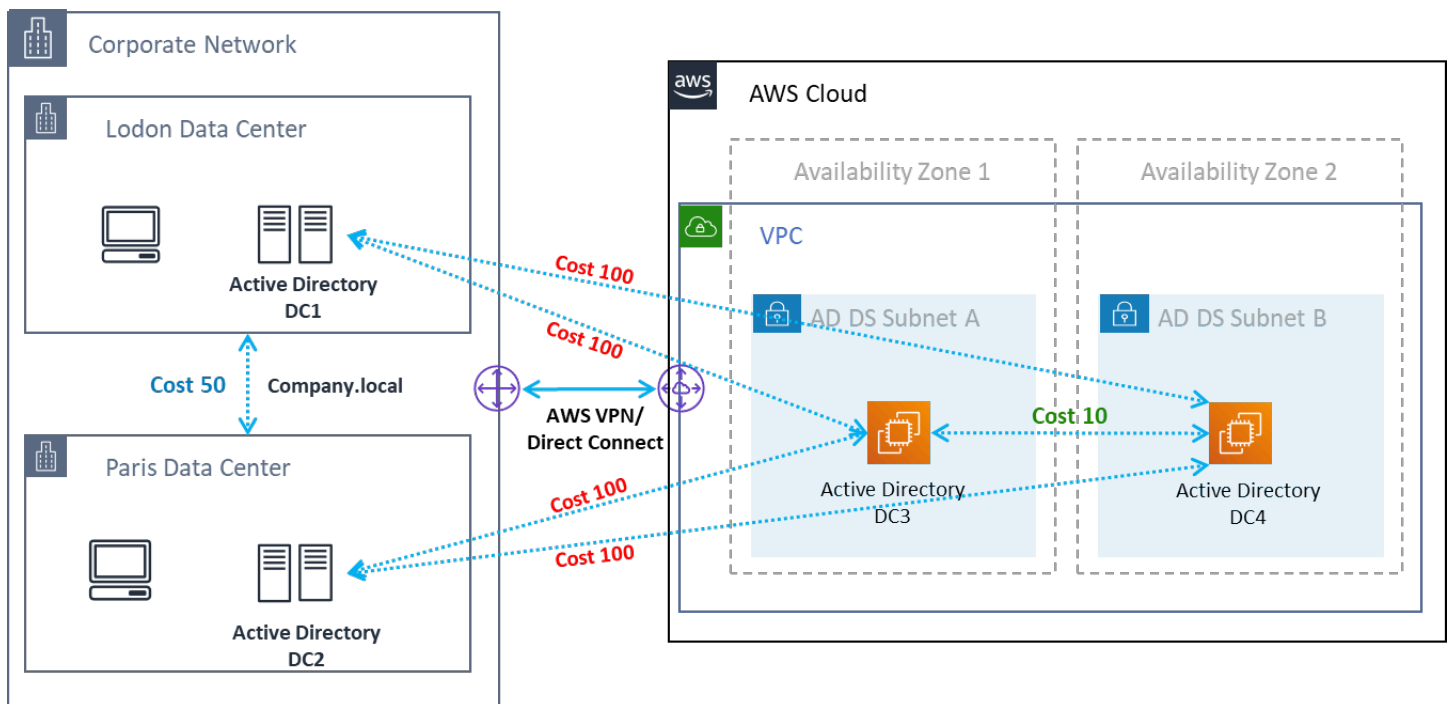 Corporate Network
Lodon Data Center
Active Directory
DC1
Cost 50
Company.local
Paris Data Center
Active Directory
DC2
AWS VPN/
Direct Connect
Cost 100
Cost 100
Cost 100
Cost 100
aws
AWS Cloud
Availability Zone 1
Availability Zone 2
VPC
AD DS Subnet A
AD DS Subnet B
Cost 10
Active Directory
DC3
Active Directory
DC4